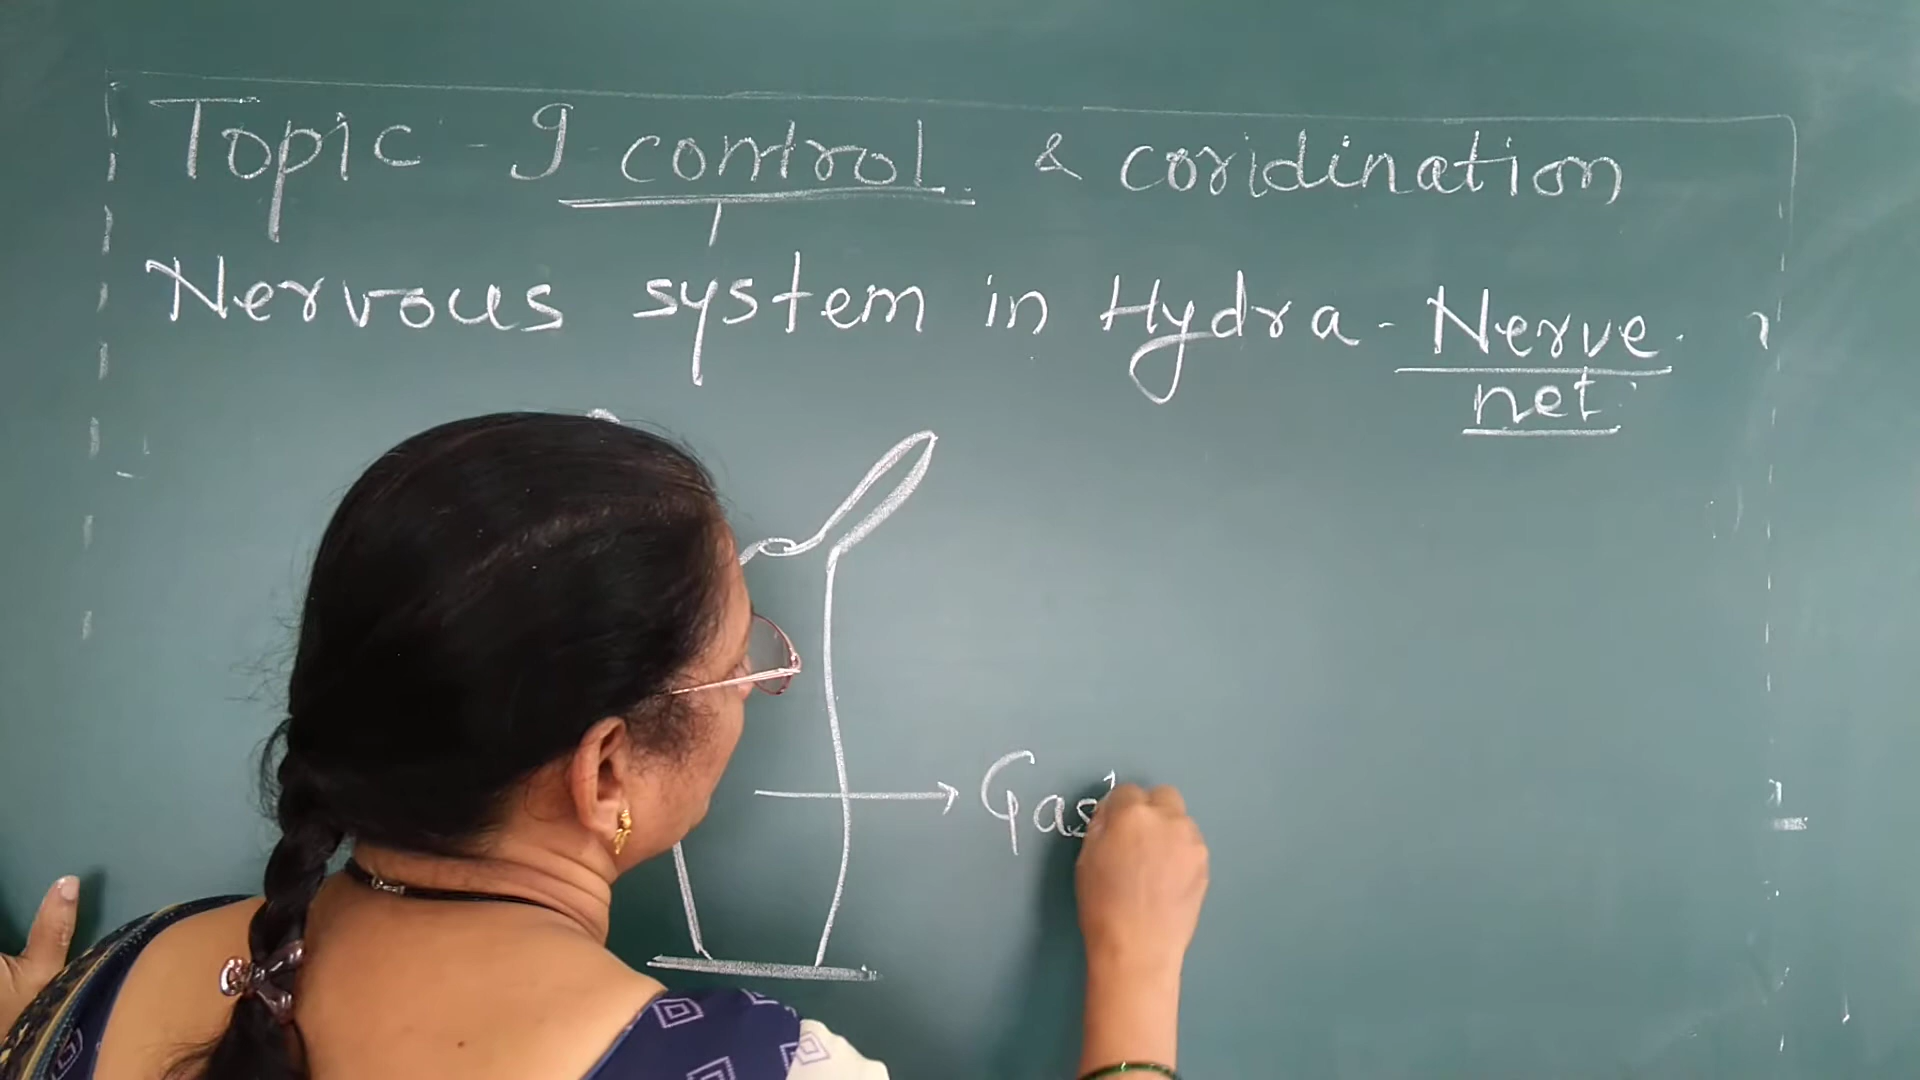 Topic - 9 control & coridination
Nervous system in Hydra - Nerve
net
Gas